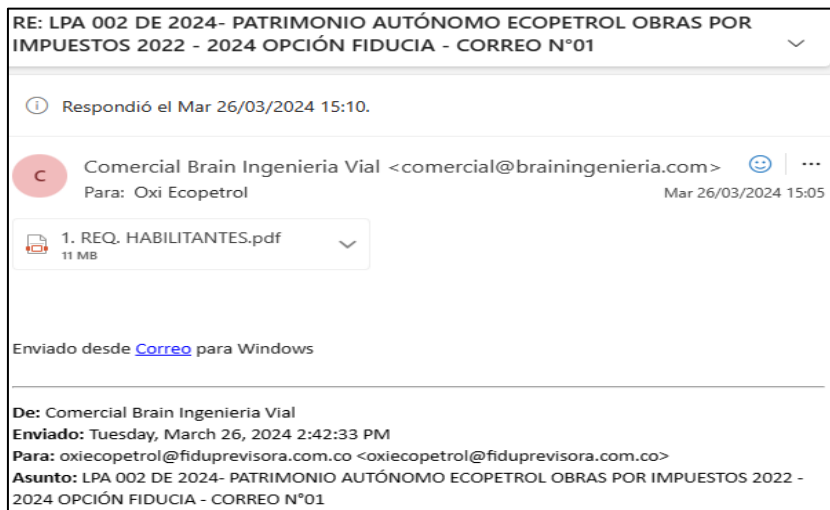 RE: LPA 002 DE 2024- PATRIMONIO AUTÓNOMO ECOPETROL OBRAS POR
IMPUESTOS 2022 - 2024 OPCIÓN FIDUCIA - CORREO N°01
Respondió el Mar 26/03/2024 15:10.
C
Comercial Brain Ingenieria Vial <comercial@brainingenieria.com>
Para: Oxi Ecopetrol
Mar 26/03/2024 15:05
1. REQ. HABILITANTES.pdf
11 MB
Enviado desde Correo para Windows
De: Comercial Brain Ingenieria Vial
Enviado: Tuesday, March 26, 2024 2:42:33 PM
Para: oxiecopetrol@fiduprevisora.com.co <oxiecopetrol@fiduprevisora.com.co>
Asunto: LPA 002 DE 2024- PATRIMONIO AUTÓNOMO ECOPETROL OBRAS POR IMPUESTOS 2022 -
2024 OPCIÓN FIDUCIA - CORREO N°01